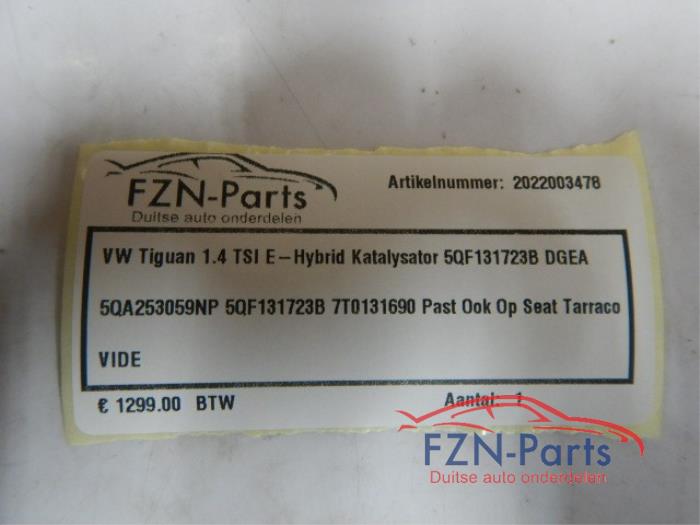 FZN-Parts
Duitse auto onderdelen
Artikelnummer: 2022003478
VW Tiguan 1.4 TSI E-Hybrid Katalysator 5QF131723B DGEA
5QA253059NP 5QF131723B 7T0131690 Past Ook Op Seat Tarraco
VIDE
€ 1299.00 BTW
Aantal: 1
FZN-Parts
Duitse auto onderdelen